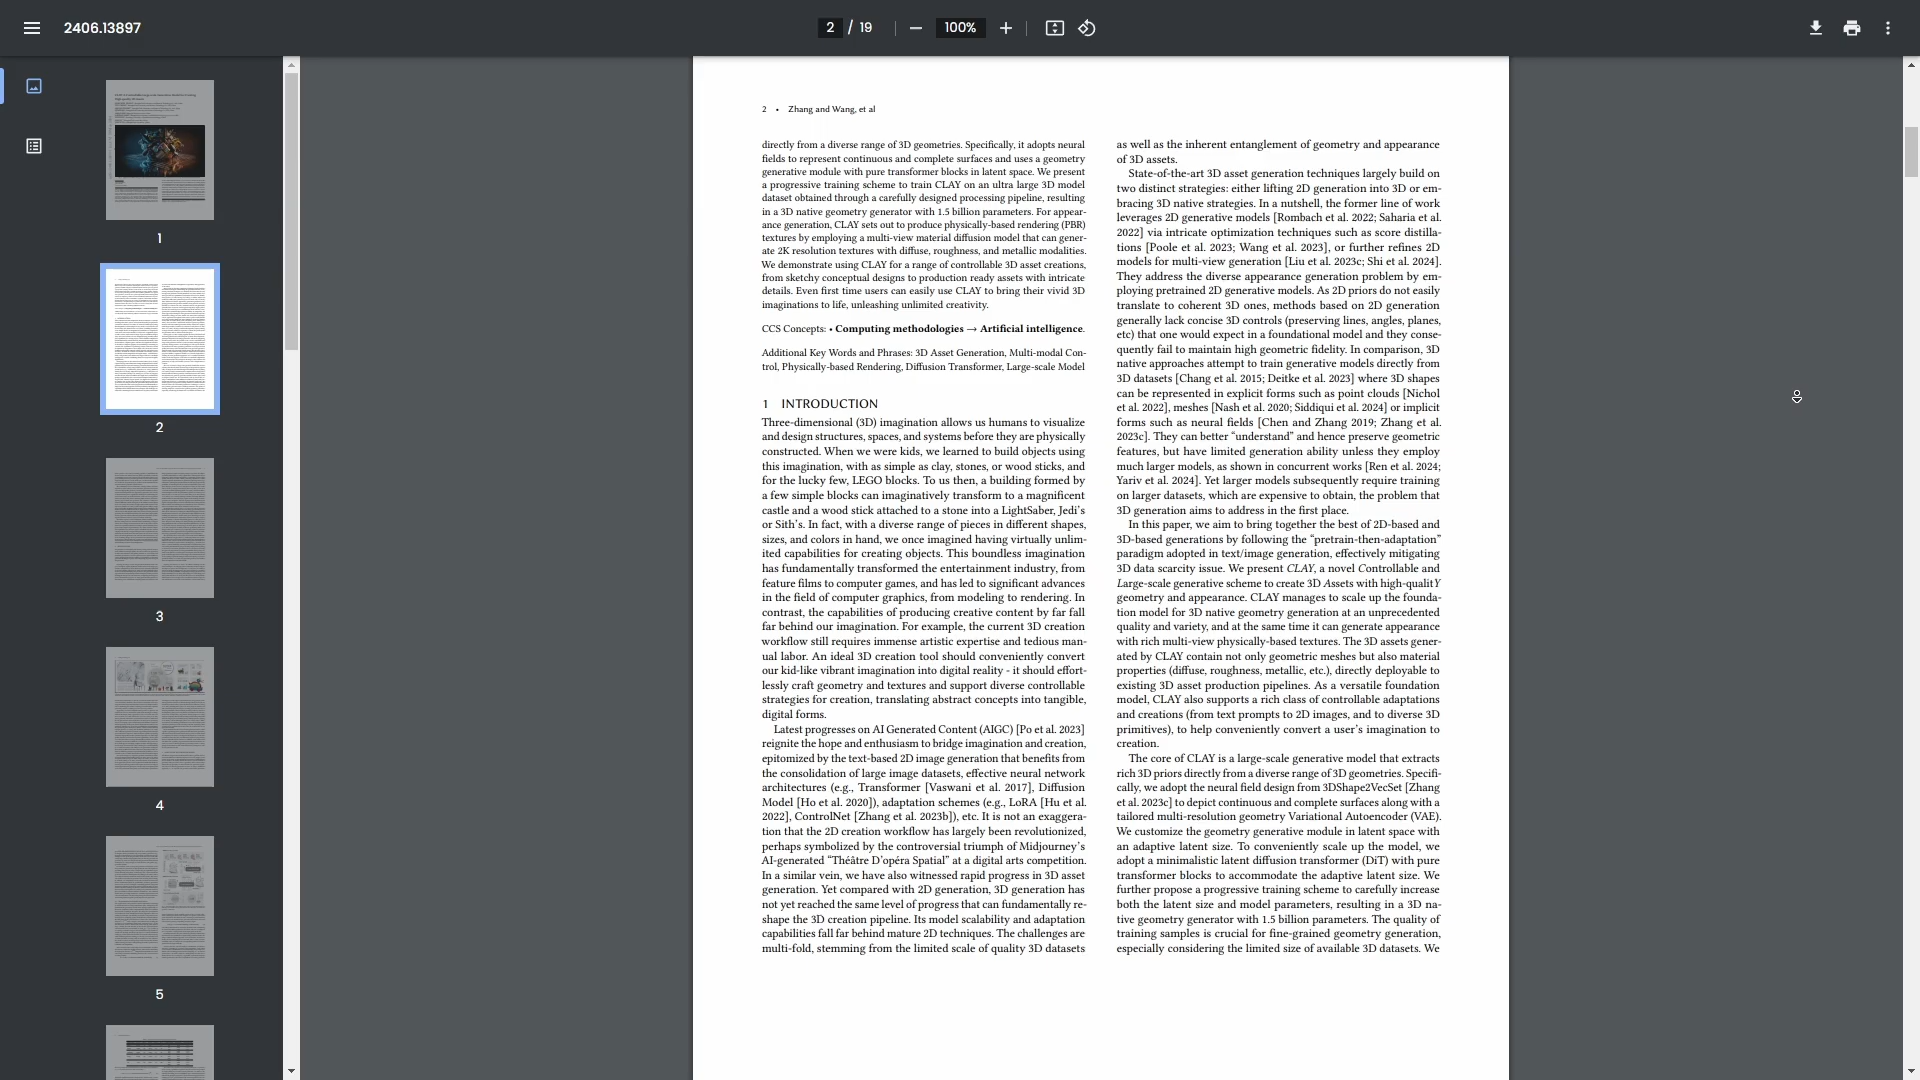 2406.13897
2 / 19
100%
1
2
3
4
5
2 • Zhang and Wang, et al
directly from a diverse range of 3D geometries. Specifically, it adopts neural
fields to represent continuous and complete surfaces and uses a geometry
generative module with pure transformer blocks in latent space. We present
a progressive training scheme to train CLAY on an ultra large 3D model
dataset obtained through a carefully designed processing pipeline, resulting
in a 3D native geometry generator with 1.5 billion parameters. For appear-
ance generation, CLAY sets out to produce physically-based rendering (PBR)
textures by employing a multi-view material diffusion model that can gener-
ate 2K resolution textures with diffuse, roughness, and metallic modalities.
We demonstrate using CLAY for a range of controllable 3D asset creations,
from sketchy conceptual designs to production ready assets with intricate
details. Even first time users can easily use CLAY to bring their vivid 3D
imaginations to life, unleashing unlimited creativity.
CCS Concepts: • Computing methodologies → Artificial intelligence.
Additional Key Words and Phrases: 3D Asset Generation, Multi-modal Con-
trol, Physically-based Rendering, Diffusion Transformer, Large-scale Model
1 INTRODUCTION
Three-dimensional (3D) imagination allows us humans to visualize
and design structures, spaces, and systems before they are physically
constructed. When we were kids, we learned to build objects using
this imagination, with as simple as clay, stones, or wood sticks, and
for the lucky few, LEGO blocks. To us then, a building formed by
a few simple blocks can imaginatively transform to a magnificent
castle and a wood stick attached to a stone into a LightSaber, Jedi's
or Sith's. In fact, with a diverse range of pieces in different shapes,
sizes, and colors in hand, we once imagined having virtually unlim-
ited capabilities for creating objects. This boundless imagination
has fundamentally transformed the entertainment industry, from
feature films to computer games, and has led to significant advances
in the field of computer graphics, from modeling to rendering. In
contrast, the capabilities of producing creative content by far fall
far behind our imagination. For example, the current 3D creation
workflow still requires immense artistic expertise and tedious man-
ual labor. An ideal 3D creation tool should conveniently convert
our kid-like vibrant imagination into digital reality - it should effort-
lessly craft geometry and textures and support diverse controllable
strategies for creation, translating abstract concepts into tangible,
digital forms.
Latest progresses on AI Generated Content (AIGC) [Po et al. 2023]
reignite the hope and enthusiasm to bridge imagination and creation,
epitomized by the text-based 2D image generation that benefits from
the consolidation of large image datasets, effective neural network
architectures (e.g., Transformer [Vaswani et al. 2017], Diffusion
Model [Ho et al. 2020]), adaptation schemes (e.g., LoRA [Hu et al.
2022], ControlNet [Zhang et al. 2023b]), etc. It is not an exaggera-
tion that the 2D creation workflow has largely been revolutionized,
perhaps symbolized by the controversial triumph of Midjourney's
AI-generated “Théâtre D'opéra Spatial” at a digital arts competition.
In a similar vein, we have also witnessed rapid progress in 3D asset
generation. Yet compared with 2D generation, 3D generation has
not yet reached the same level of progress that can fundamentally re-
shape the 3D creation pipeline. Its model scalability and adaptation
capabilities fall far behind mature 2D techniques. The challenges are
multi-fold, stemming from the limited scale of quality 3D datasets
as well as the inherent entanglement of geometry and appearance
of 3D assets.
State-of-the-art 3D asset generation techniques largely build on
two distinct strategies: either lifting 2D generation into 3D or em-
bracing 3D native strategies. In a nutshell, the former line of work
leverages 2D generative models [Rombach et al. 2022; Saharia et al.
2022] via intricate optimization techniques such as score distilla-
tions [Poole et al. 2023; Wang et al. 2023], or further refines 2D
models for multi-view generation [Liu et al. 2023c; Shi et al. 2024].
They address the diverse appearance generation problem by em-
ploying pretrained 2D generative models. As 2D priors do not easily
translate to coherent 3D ones, methods based on 2D generation
generally lack concise 3D controls (preserving lines, angles, planes,
etc) that one would expect in a foundational model and they conse-
quently fail to maintain high geometric fidelity. In comparison, 3D
native approaches attempt to train generative models directly from
3D datasets [Chang et al. 2015; Deitke et al. 2023] where 3D shapes
can be represented in explicit forms such as point clouds [Nichol
et al. 2022], meshes [Nash et al. 2020; Siddiqui et al. 2024] or implicit
forms such as neural fields [Chen and Zhang 2019; Zhang et al.
2023c]. They can better “understand” and hence preserve geometric
features, but have limited generation ability unless they employ
much larger models, as shown in concurrent works [Ren et al. 2024;
Yariv et al. 2024]. Yet larger models subsequently require training
on larger datasets, which are expensive to obtain, the problem that
3D generation aims to address in the first place.
In this paper, we aim to bring together the best of 2D-based and
3D-based generations by following the “pretrain-then-adaptation”
paradigm adopted in text/image generation, effectively mitigating
3D data scarcity issue. We present CLAY, a novel Controllable and
Large-scale generative scheme to create 3D Assets with high-qualitY
geometry and appearance. CLAY manages to scale up the founda-
tion model for 3D native geometry generation at an unprecedented
quality and variety, and at the same time it can generate appearance
with rich multi-view physically-based textures. The 3D assets gener-
ated by CLAY contain not only geometric meshes but also material
properties (diffuse, roughness, metallic, etc.), directly deployable to
existing 3D asset production pipelines. As a versatile foundation
model, CLAY also supports a rich class of controllable adaptations
and creations (from text prompts to 2D images, and to diverse 3D
primitives), to help conveniently convert a user's imagination to
creation.
The core of CLAY is a large-scale generative model that extracts
rich 3D priors directly from a diverse range of 3D geometries. Specifi-
cally, we adopt the neural field design from 3DShape2VecSet [Zhang
et al. 2023c] to depict continuous and complete surfaces along with a
tailored multi-resolution geometry Variational Autoencoder (VAE).
We customize the geometry generative module in latent space with
an adaptive latent size. To conveniently scale up the model, we
adopt a minimalistic latent diffusion transformer (DiT) with pure
transformer blocks to accommodate the adaptive latent size. We
further propose a progressive training scheme to carefully increase
both the latent size and model parameters, resulting in a 3D na-
tive geometry generator with 1.5 billion parameters. The quality of
training samples is crucial for fine-grained geometry generation,
especially considering the limited size of available 3D datasets. We